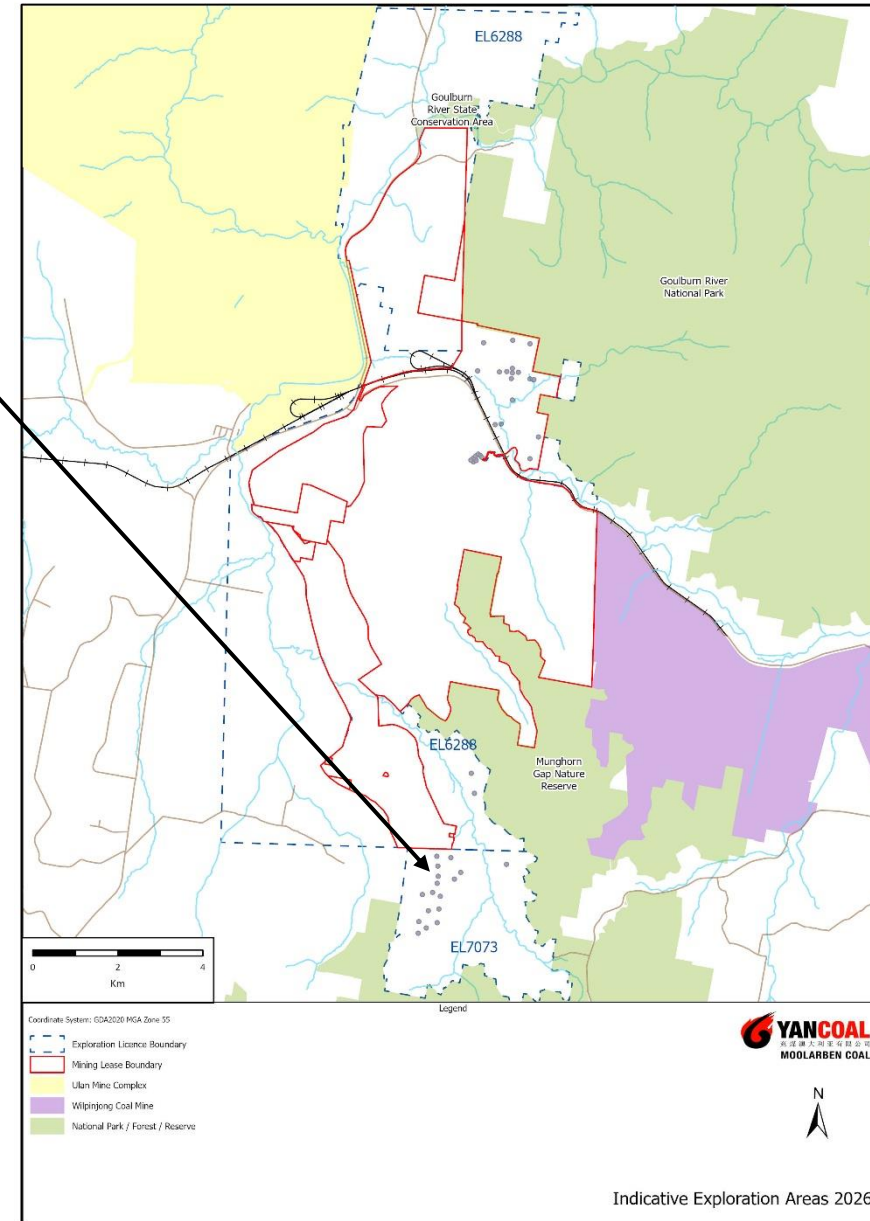 EL6288
Goulburn
River State
Conservation Area
Goulburn River
National Park
EL6288
Munghorn
Gap Nature
Reserve
EL7073
0 2 4
Km
Legend
Coordinate System: GDA2020 MGA Zone 55
Exploration Licence Boundary
Mining Lease Boundary
Ulan Mine Complex
Wilpinjong Coal Mine
National Park / Forest / Reserve
YANCOAL
MOOLARBEN COAL
N
Indicative Exploration Areas 2026